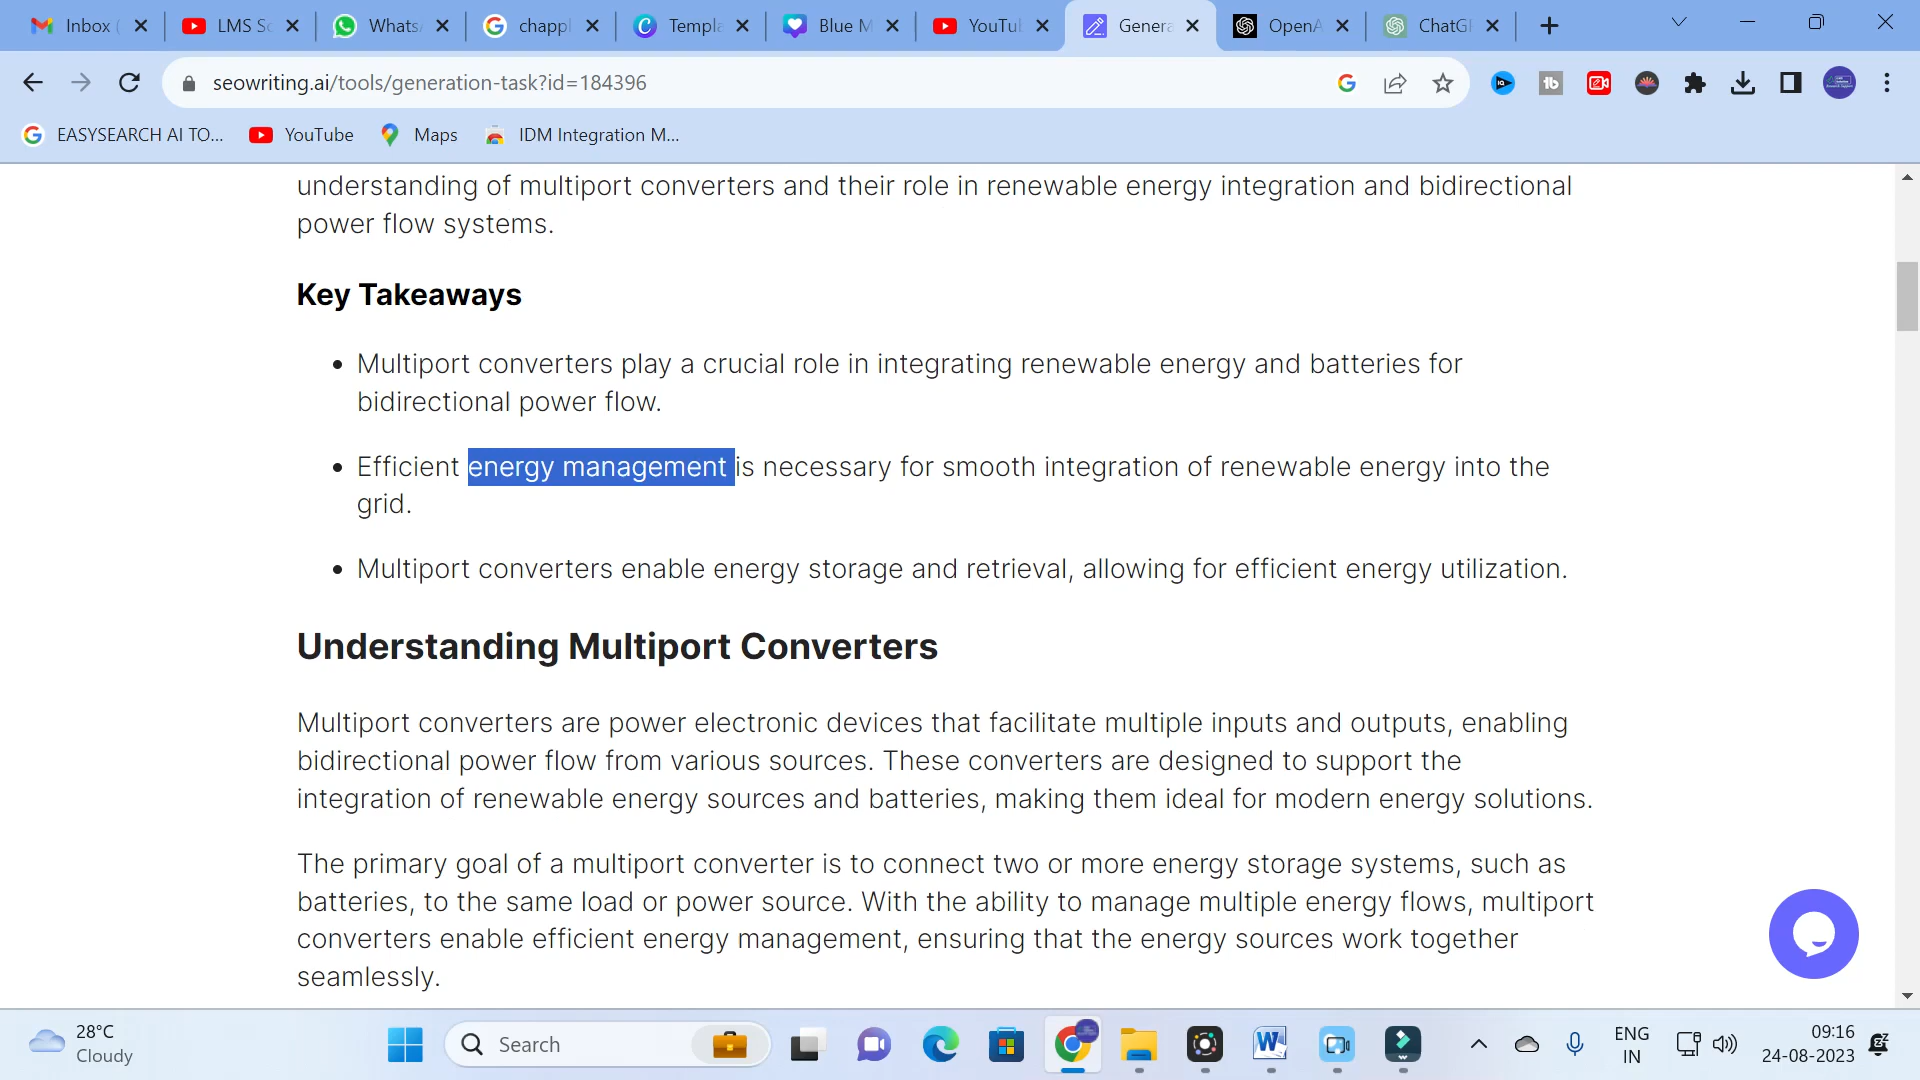 Inbox (
LMS Sc
Whats
chappl
Templa
Blue M
YouTu
Genera
OpenA
ChatGI
seowriting.ai/tools/generation-task?id=184396
EASYSEARCH AI TO...
YouTube
Maps
IDM Integration M...
understanding of multiport converters and their role in renewable energy integration and bidirectional
power flow systems.
Key Takeaways
• Multiport converters play a crucial role in integrating renewable energy and batteries for
bidirectional power flow.
• Efficient energy management is necessary for smooth integration of renewable energy into the
grid.
• Multiport converters enable energy storage and retrieval, allowing for efficient energy utilization.
Understanding Multiport Converters
Multiport converters are power electronic devices that facilitate multiple inputs and outputs, enabling
bidirectional power flow from various sources. These converters are designed to support the
integration of renewable energy sources and batteries, making them ideal for modern energy solutions.
The primary goal of a multiport converter is to connect two or more energy storage systems, such as
batteries, to the same load or power source. With the ability to manage multiple energy flows, multiport
converters enable efficient energy management, ensuring that the energy sources work together
seamlessly.
28°C
Cloudy
Search
ENG
IN
09:16
24-08-2023